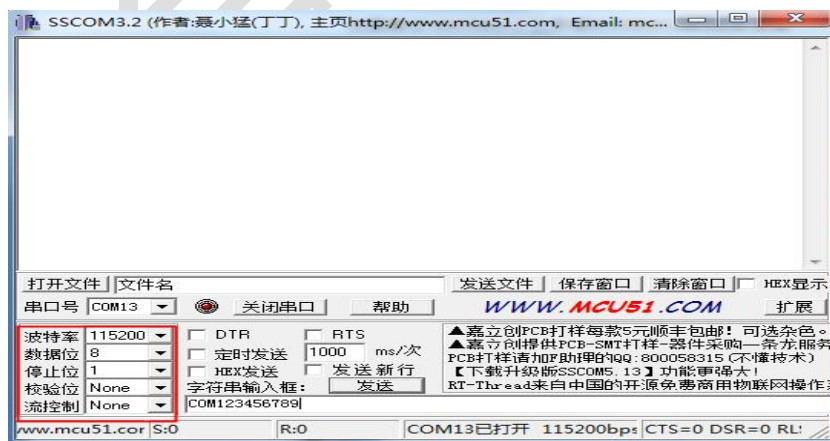 SSCOM3.2 (作者:聂小猛(丁丁), 主页http://www.mcu51.com, Email: mc...
打开文件 文件名 发送文件 保存窗口 清除窗口 HEX显示
串口号 COM13 关闭串口 帮助 WWW.MCU51.COM 扩展
波特率 115200 DTR RTS
数据位 8 定时发送 1000 ms/次
停止位 1 HEX发送 发送新行
校验位 None 字符串输入框: 发送
流控制 None COM123456789
▲嘉立创PCB打样每款5元顺丰包邮! 可选杂色。
▲嘉立创提供PCB-SMT打样-器件采购一条龙服务
PCB打样请加QQ助理的QQ:800058315(不懂技术)
【下载升级版SSCOM5.13】功能更强大!
RT-Thread来自中国的开源免费商用物联网操作
www.mcu51.cor S:0 R:0 COM13已打开 115200bps CTS=0 DSR=0 RL